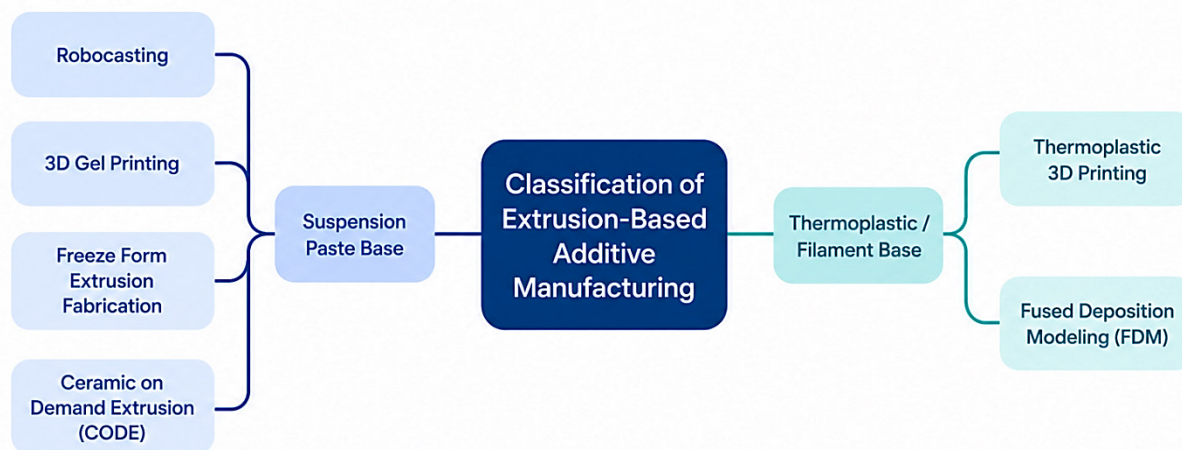 Robocasting
3D Gel Printing
Freeze Form
Extrusion
Fabrication
Ceramic on
Demand Extrusion
(CODE)
Suspension
Paste Base
Classification of
Extrusion-Based
Additive
Manufacturing
Thermoplastic /
Filament Base
Thermoplastic
3D Printing
Fused Deposition
Modeling (FDM)